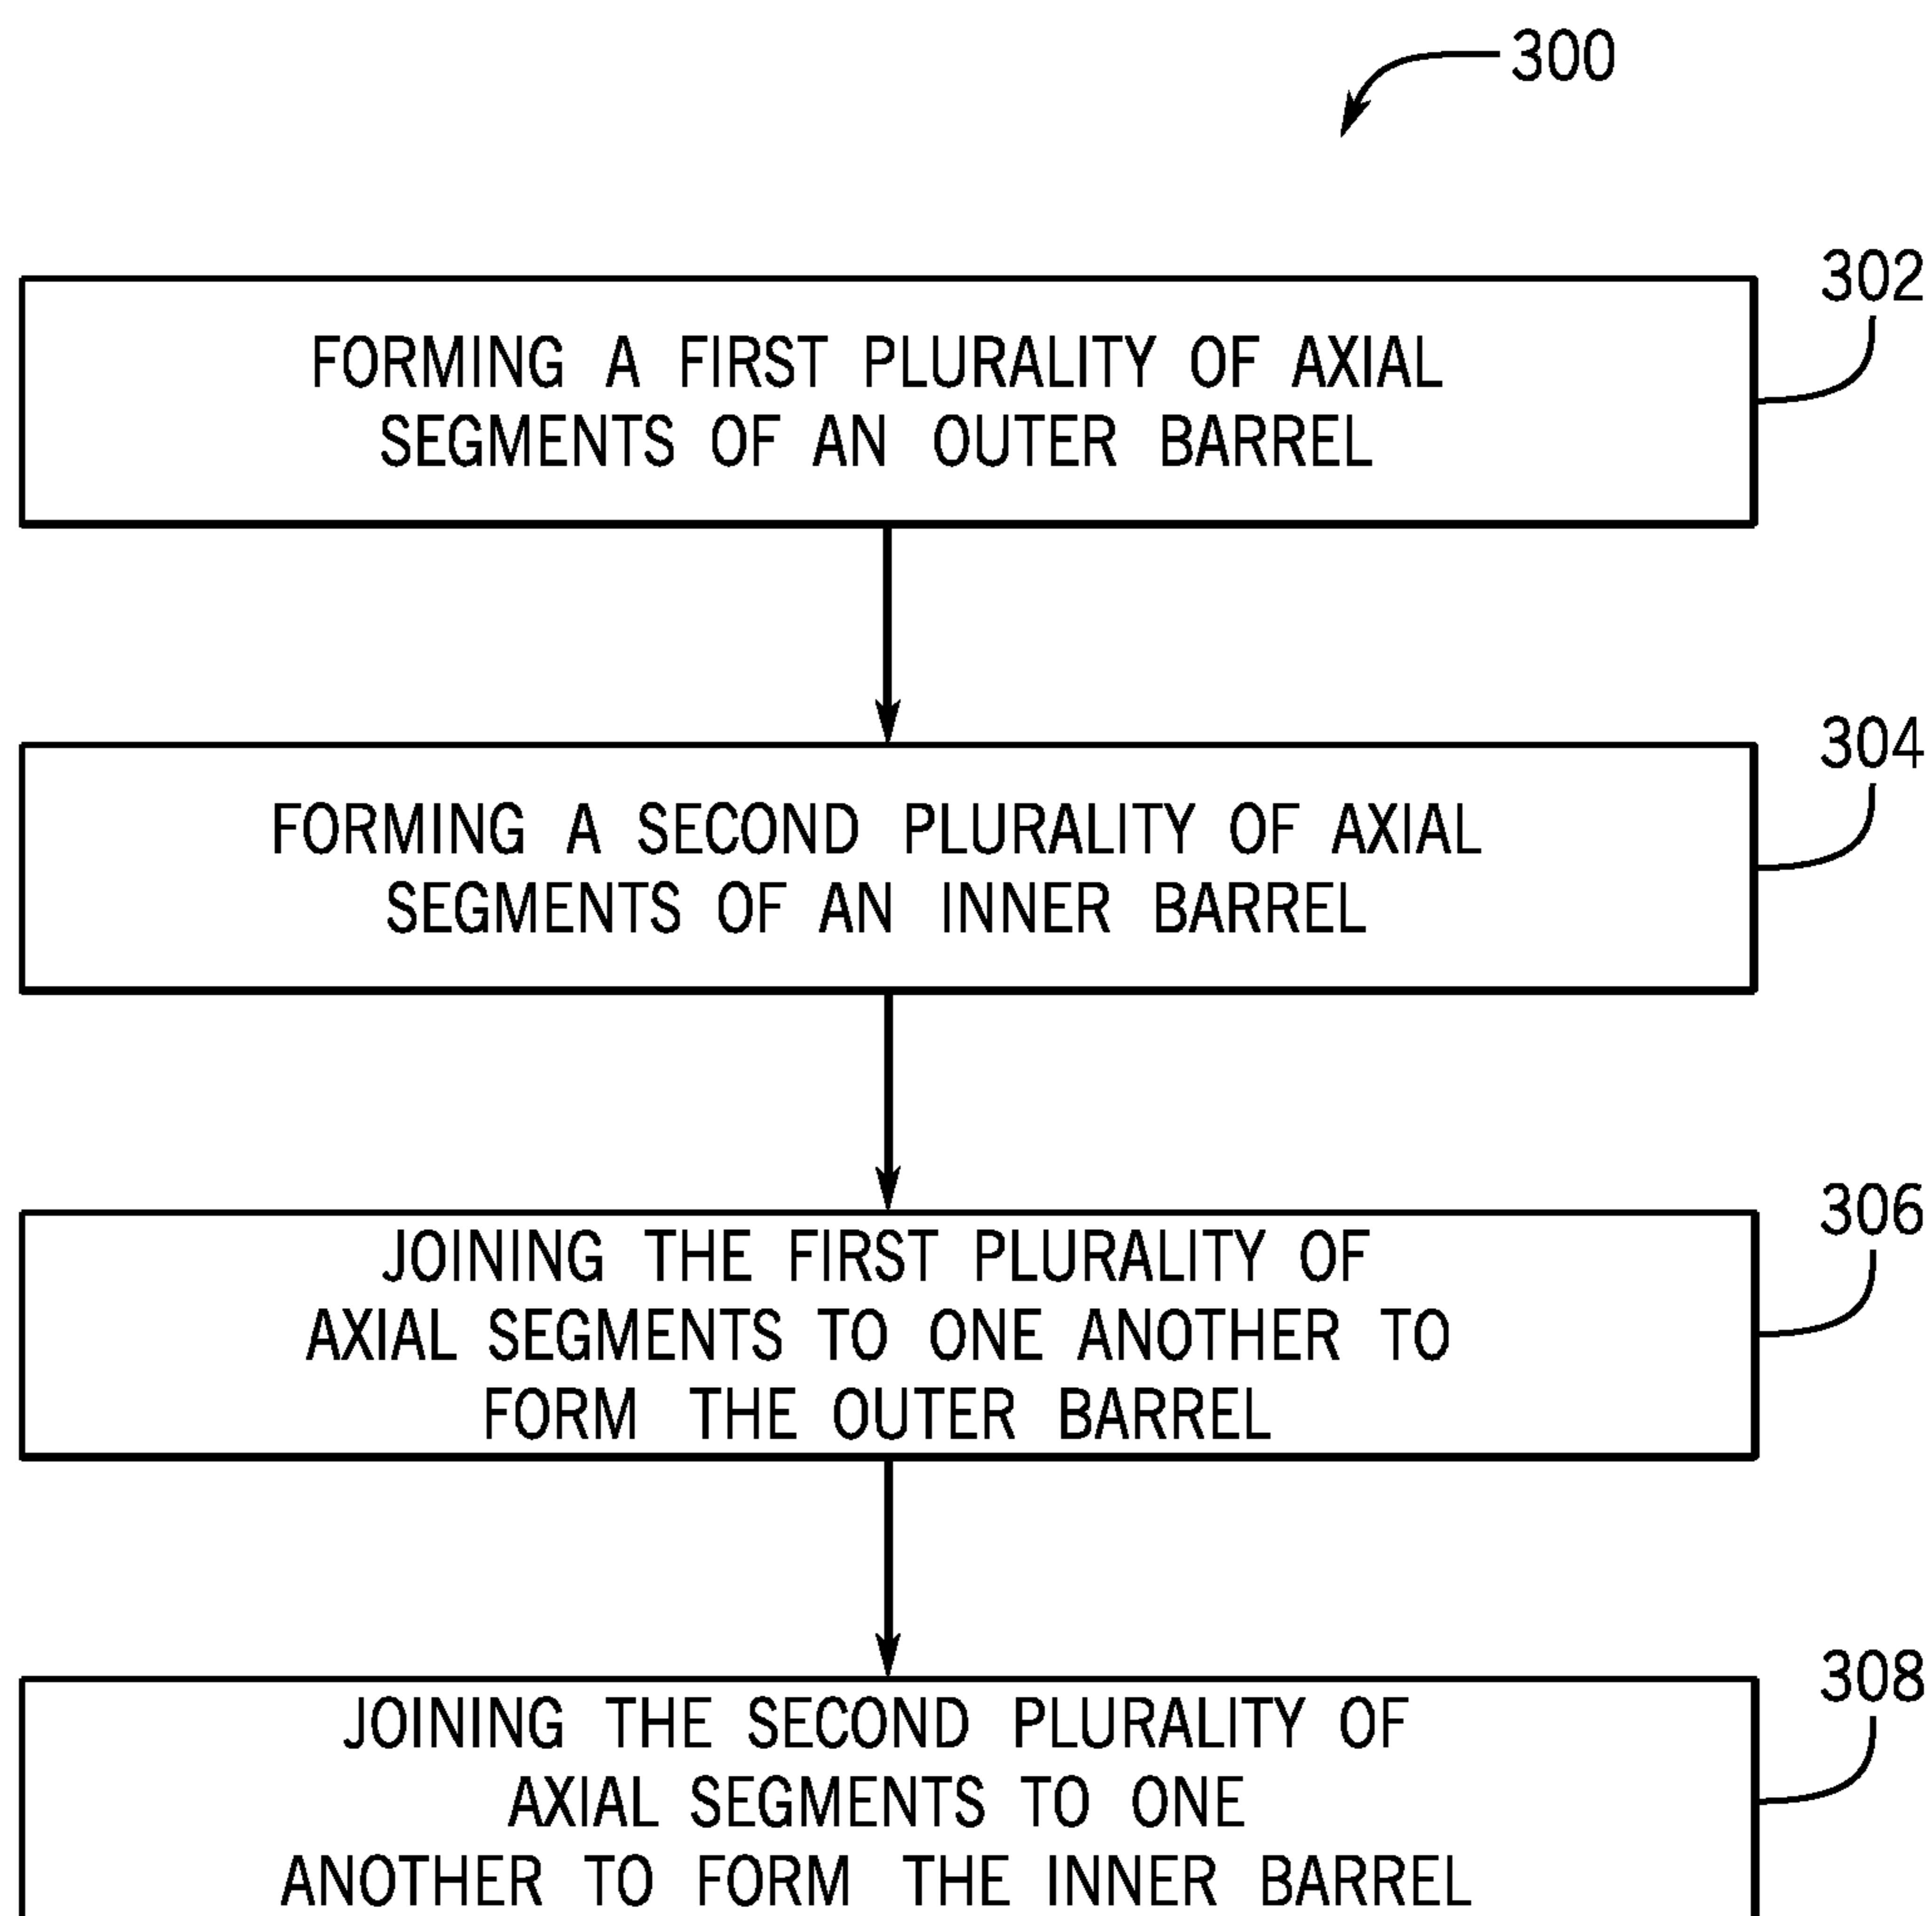 300
302
FORMING A FIRST PLURALITY OF AXIAL
SEGMENTS OF AN OUTER BARREL
304
FORMING A SECOND PLURALITY OF AXIAL
SEGMENTS OF AN INNER BARREL
306
JOINING THE FIRST PLURALITY OF
AXIAL SEGMENTS TO ONE ANOTHER TO
FORM THE OUTER BARREL
308
JOINING THE SECOND PLURALITY OF
AXIAL SEGMENTS TO ONE
ANOTHER TO FORM THE INNER BARREL